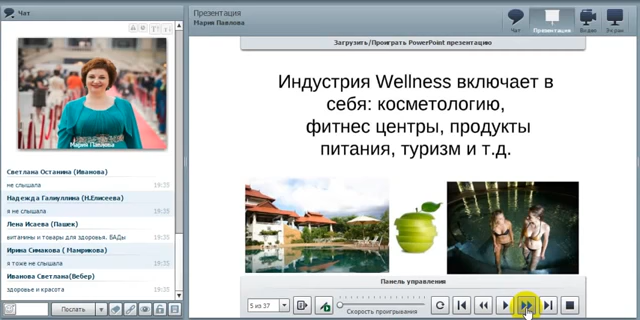 Чат
Мария Павлова
Светлана Останина (Иванова)
не слышала 19:35
Надежда Галиуллина (Н.Елисеева)
я не слышала 19:35
Лена Исаева (Пашек)
витамины и товары для здоровья. БАДы 19:35
Ирина Симакова ( Мамрикова)
я тоже не слышала 19:35
Иванова Светлана(Вебер)
здоровье и красота 19:35
Послать
Презентация
Мария Павлова
Чат
Презентация
Видео
Экран
Загрузить/Проиграть PowerPoint презентацию
Индустрия Wellness включает в
себя: косметологию,
фитнес центры, продукты
питания, туризм и т.д.
Панель управления
5 из 37
Скорость проигрывания